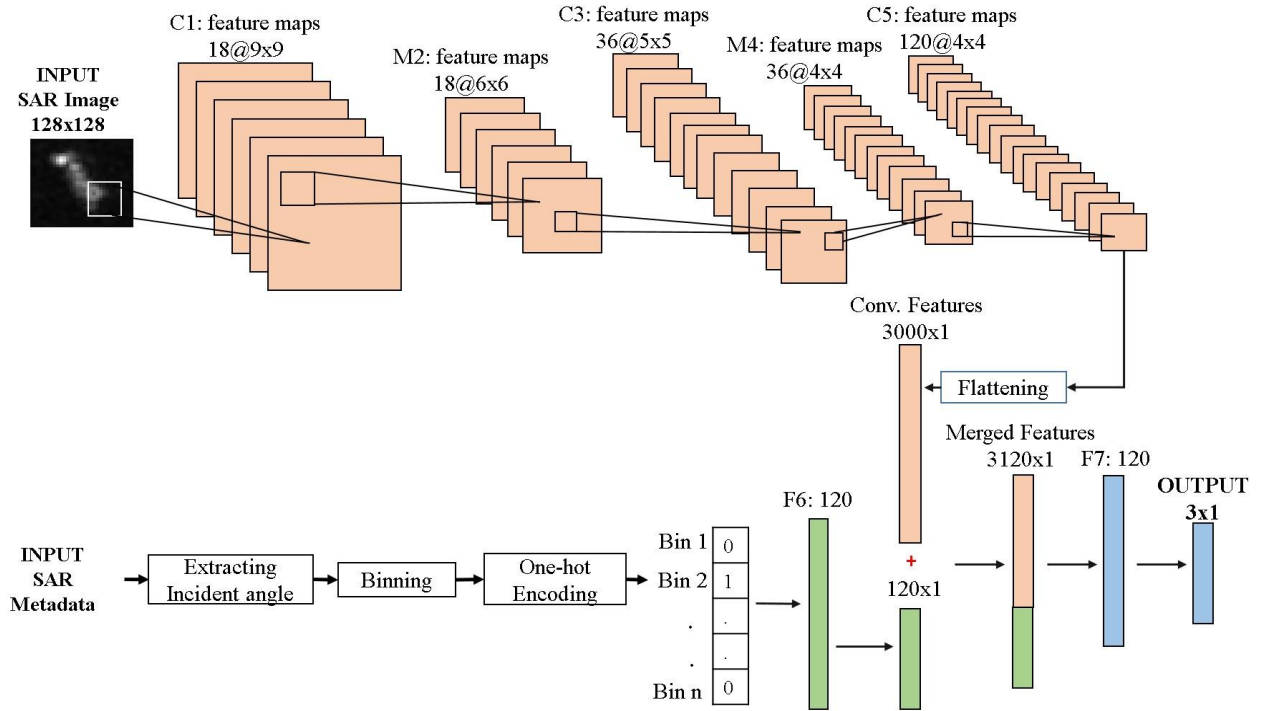 C1: feature maps
18@9x9
M2: feature maps
18@6x6
C3: feature maps
36@5x5
M4: feature maps
36@4x4
C5: feature maps
120@4x4
INPUT
SAR Image
128x128
Conv. Features
3000x1
Flattening
Merged Features
3120x1
F7: 120
OUTPUT
3x1
F6: 120
+
120x1
INPUT
SAR
Metadata
Extracting
Incident angle
Binning
One-hot
Encoding
Bin 1 0
Bin 2 1
. .
. .
Bin n 0